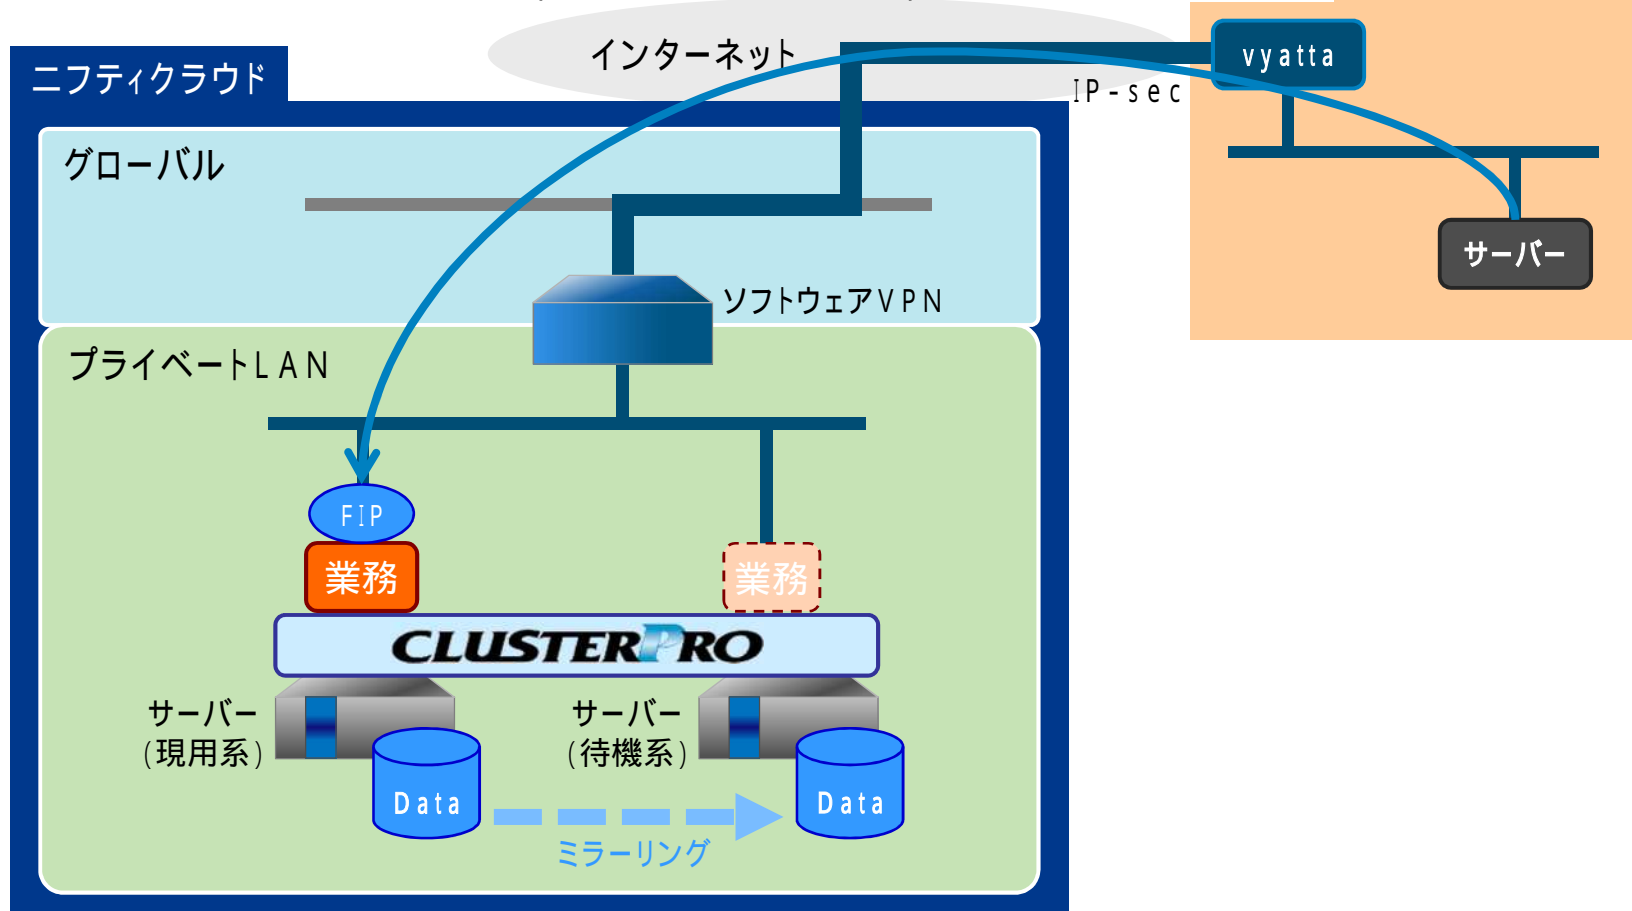 インターネット
vyatta
ニフティクラウド
IP-sec
グローバル
サーバー
ソフトウェアVPN
プライベートLAN
FIP
業務
業務
CLUSTERPRO
サーバー
(現用系)
サーバー
(待機系)
Data
Data
ミラーリング